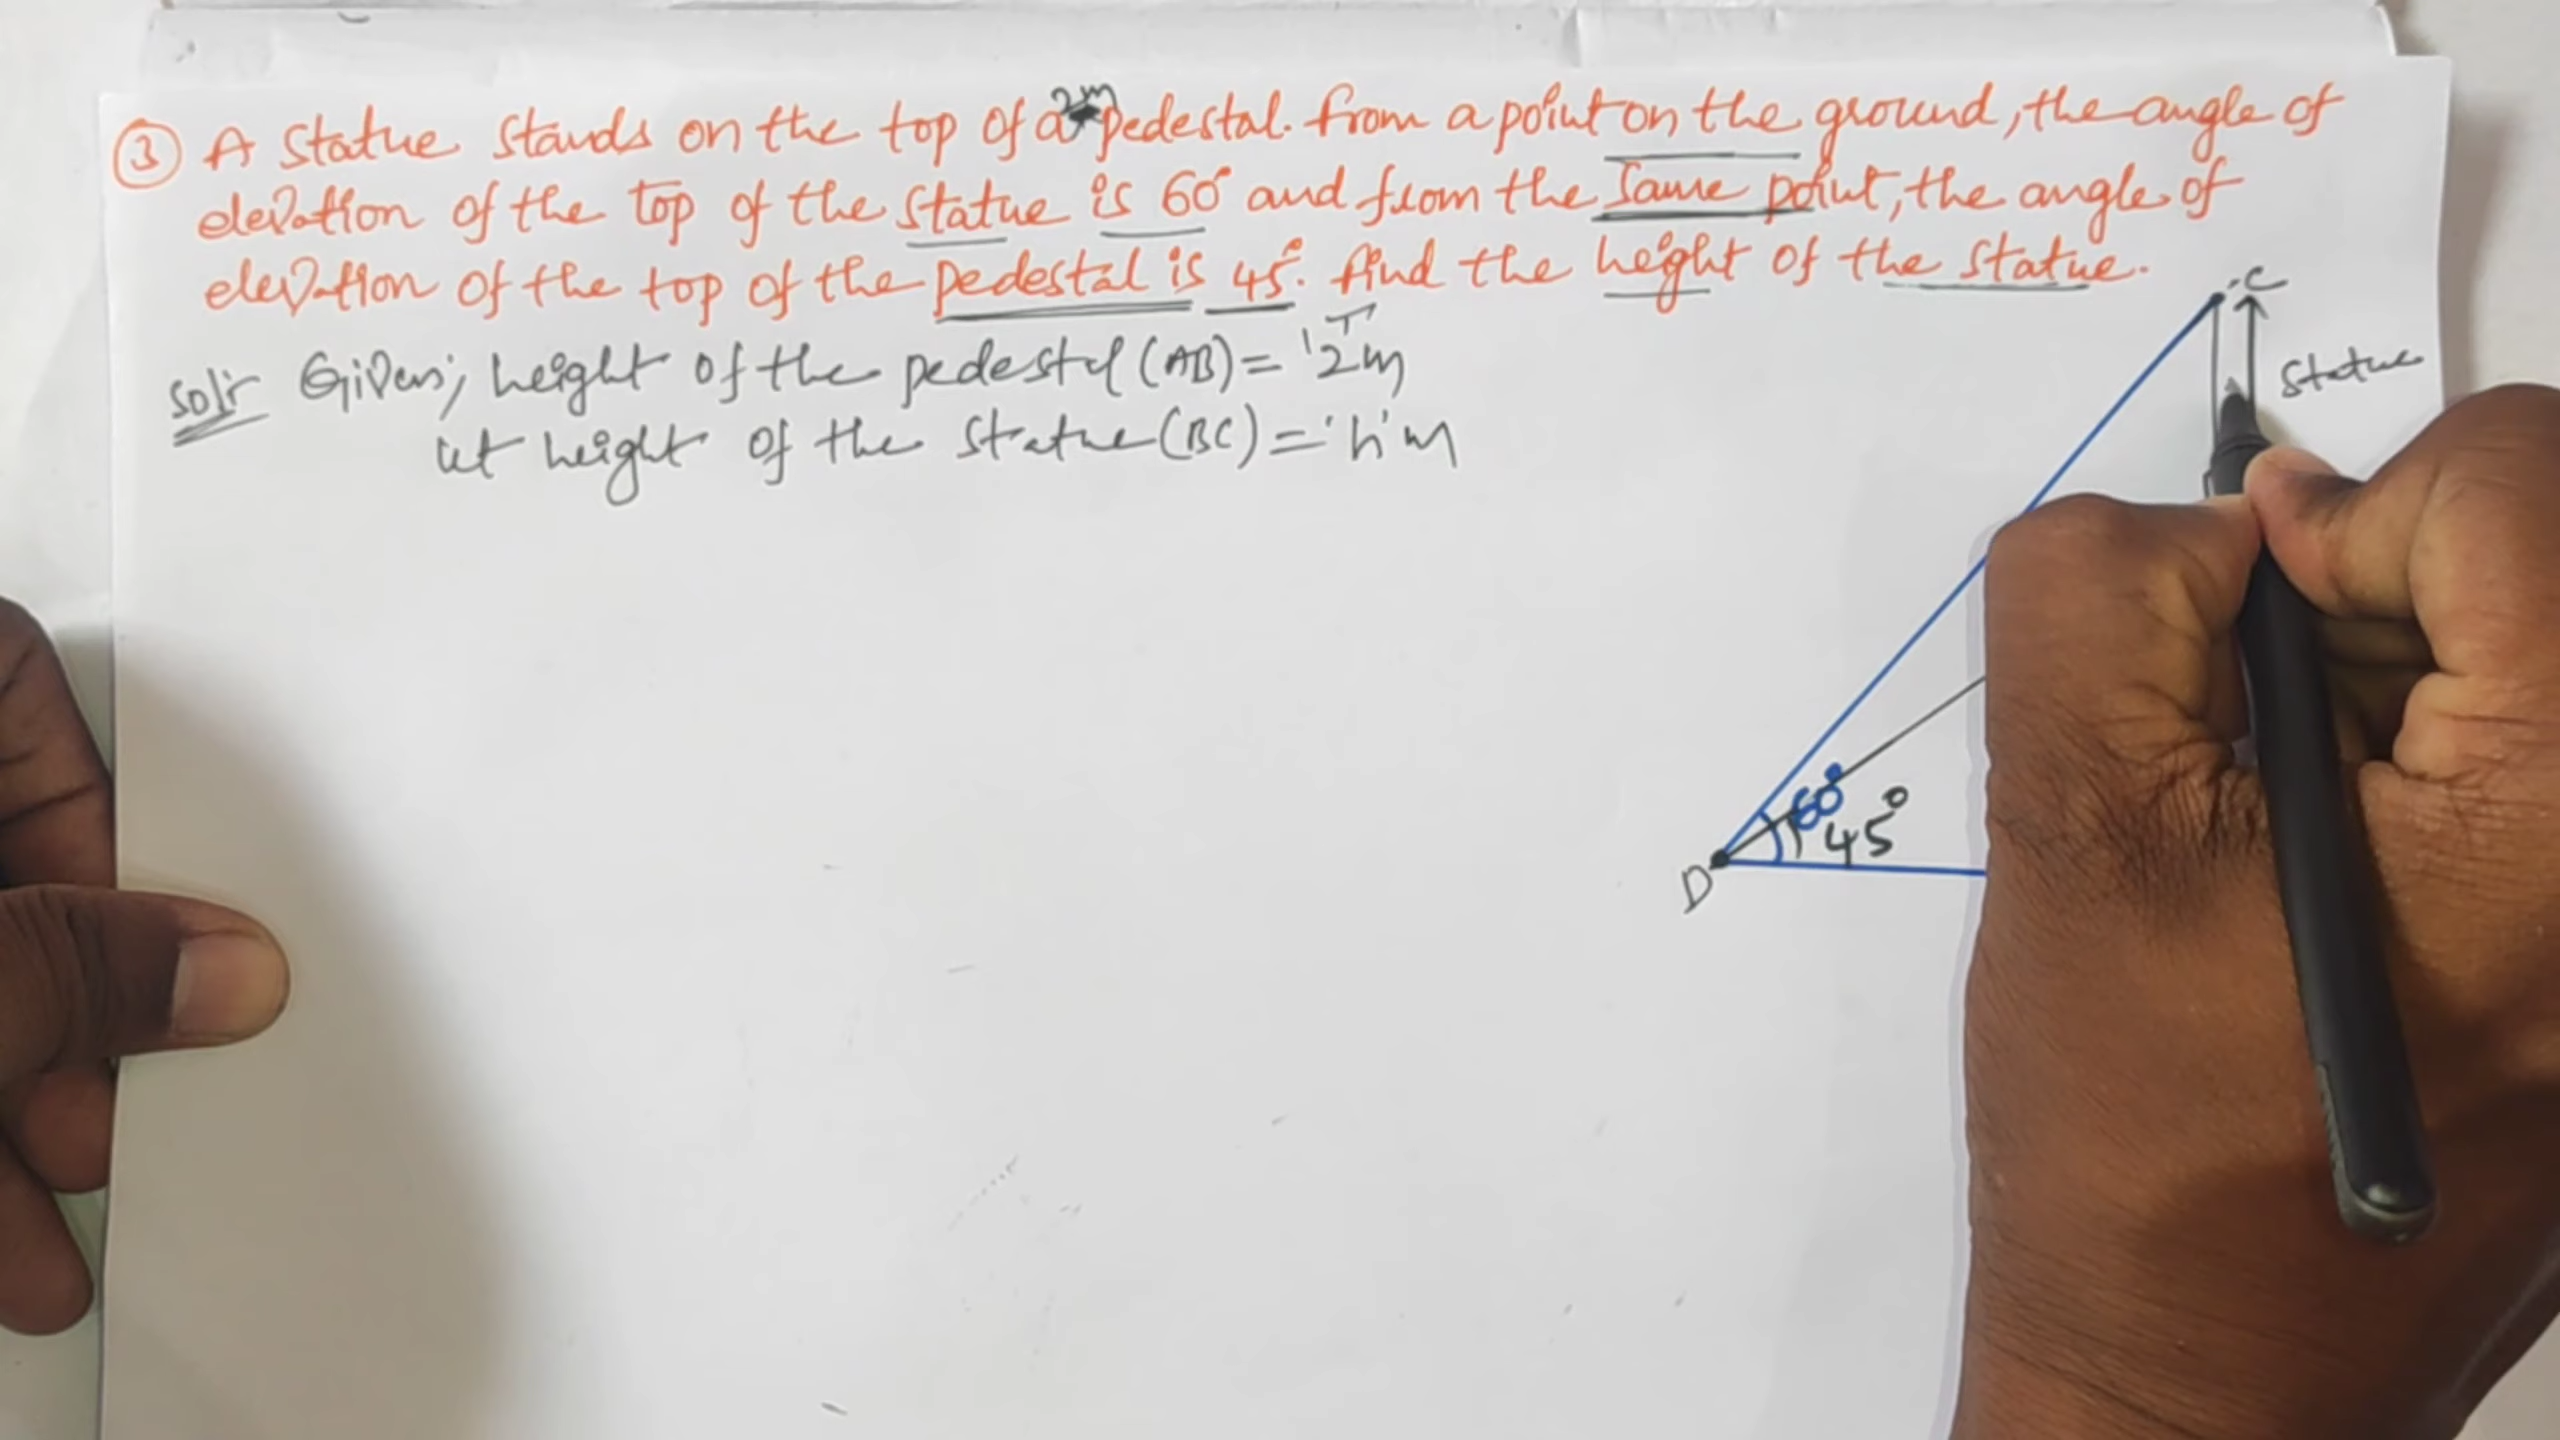 ③ A Statue stands on the top of a 2m pedestal. from a point on the ground, the angle of
elevation of the top of the statue is 60° and from the same point, the angle of
elevation of the top of the pedestal is 45°. find the height of the statue.
Given; height of the pedestal (AB) = '2m
let height of the Statue (BC) = 'h'm
C
Statue
60°
45°
D